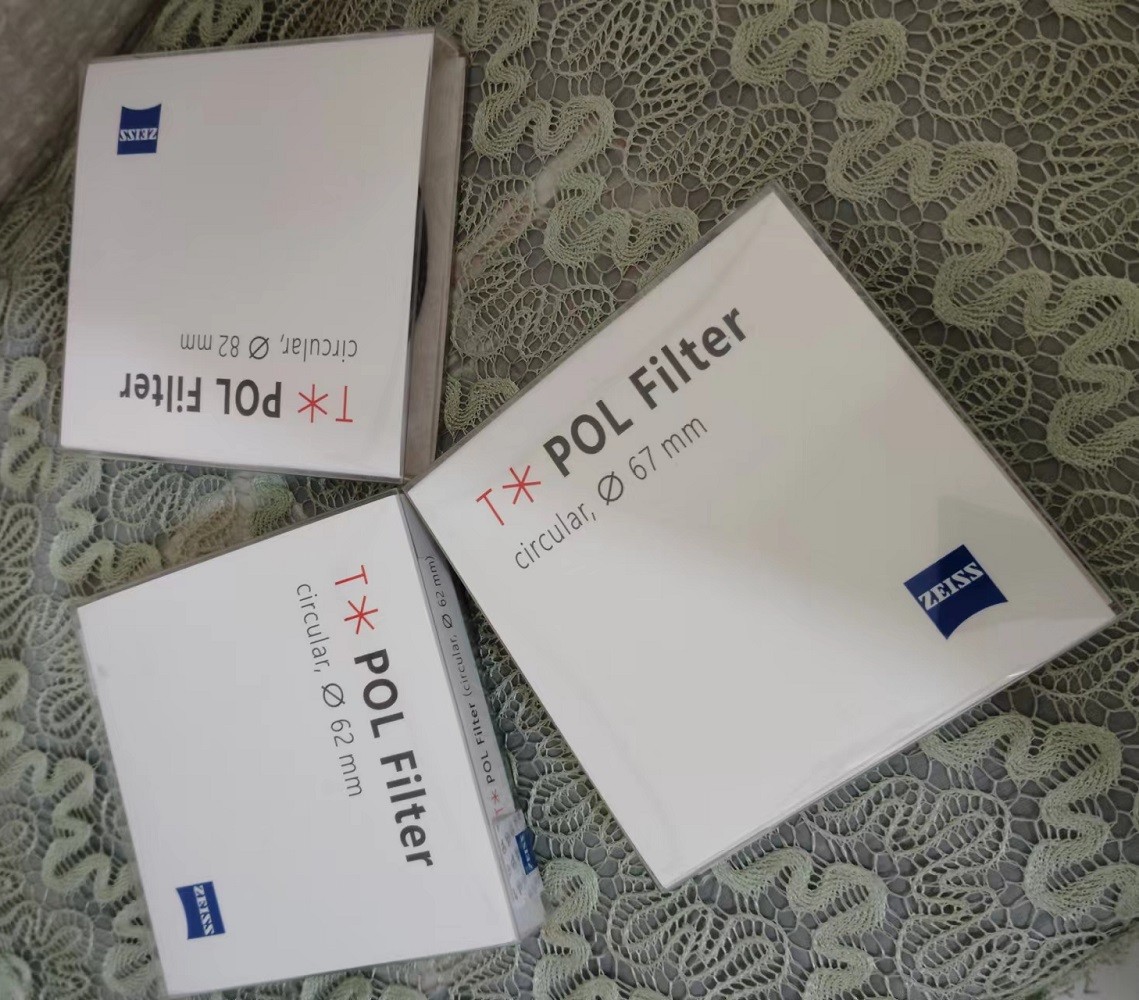 ZEISS
T* POL Filter
circular, Ø 82 mm
T* POL Filter
circular, Ø 67 mm
ZEISS
T* POL Filter
circular, Ø 62 mm
ZEISS
T* POL Filter (circular, Ø 62 mm)
ZEISS